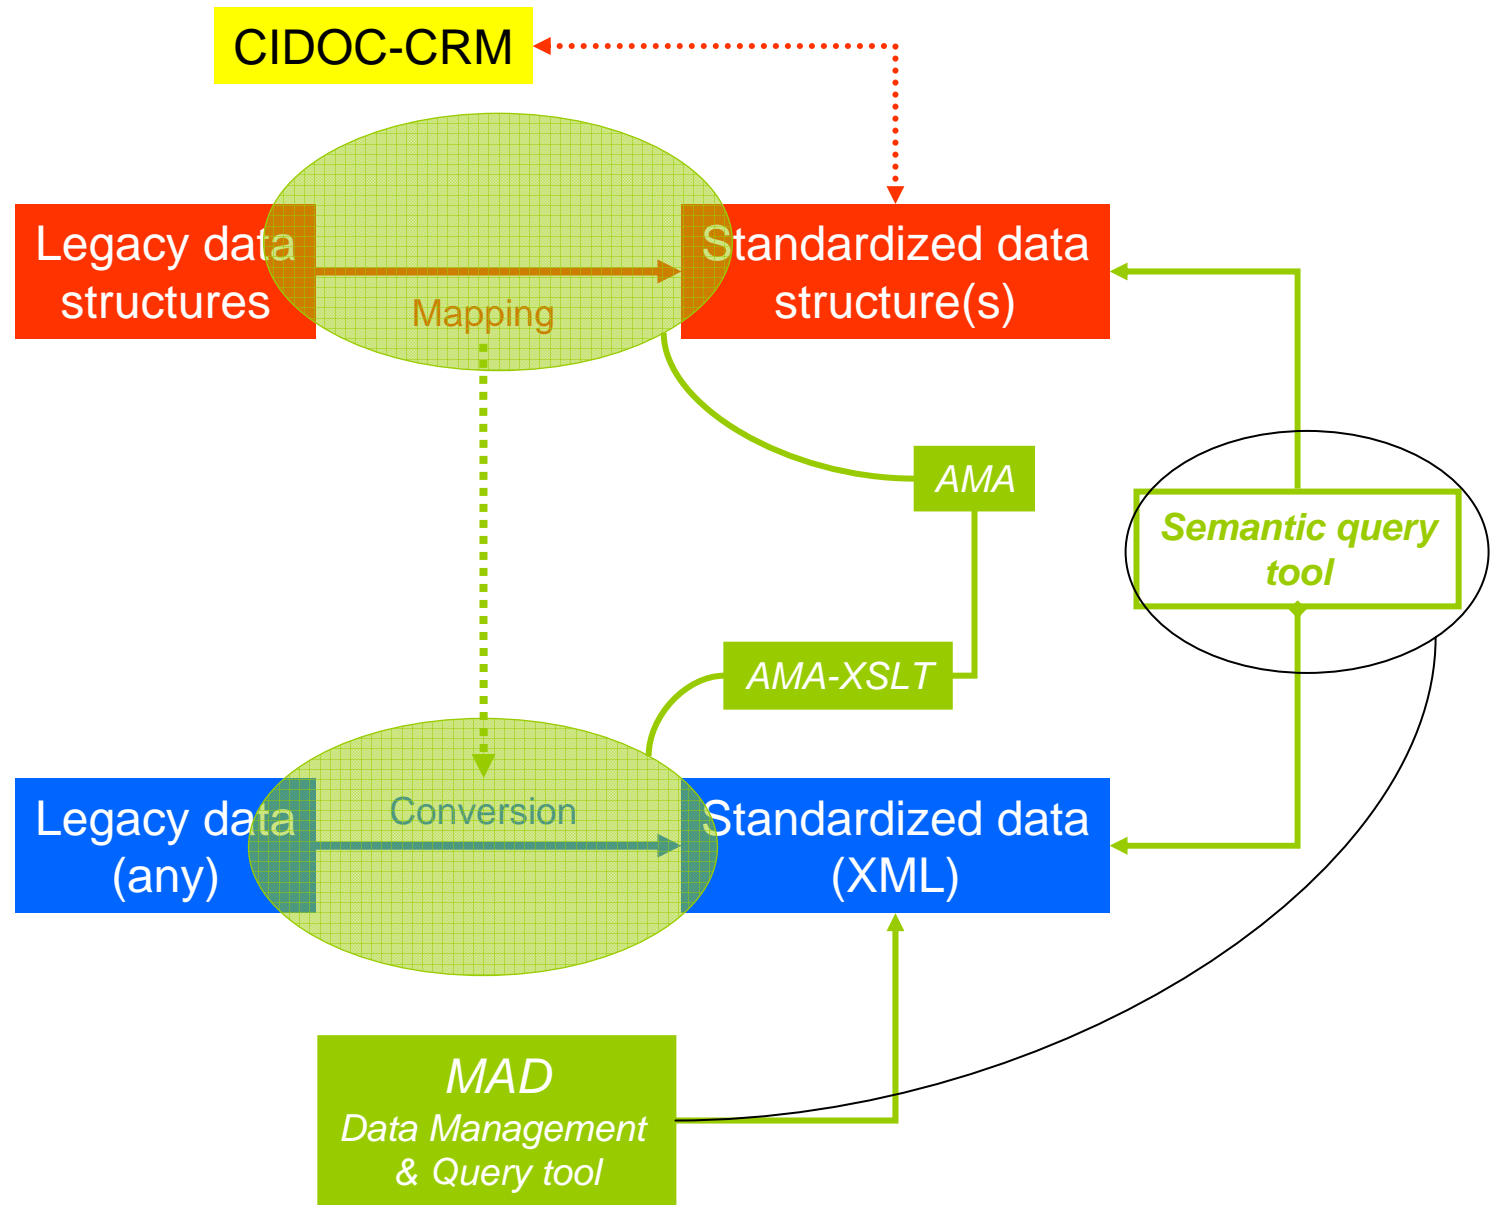 CIDOC-CRM
Legacy data
structures
Mapping
Standardized data
structure(s)
AMA
Semantic query
tool
AMA-XSLT
Legacy data
(any)
Conversion
Standardized data
(XML)
MAD
Data Management
& Query tool